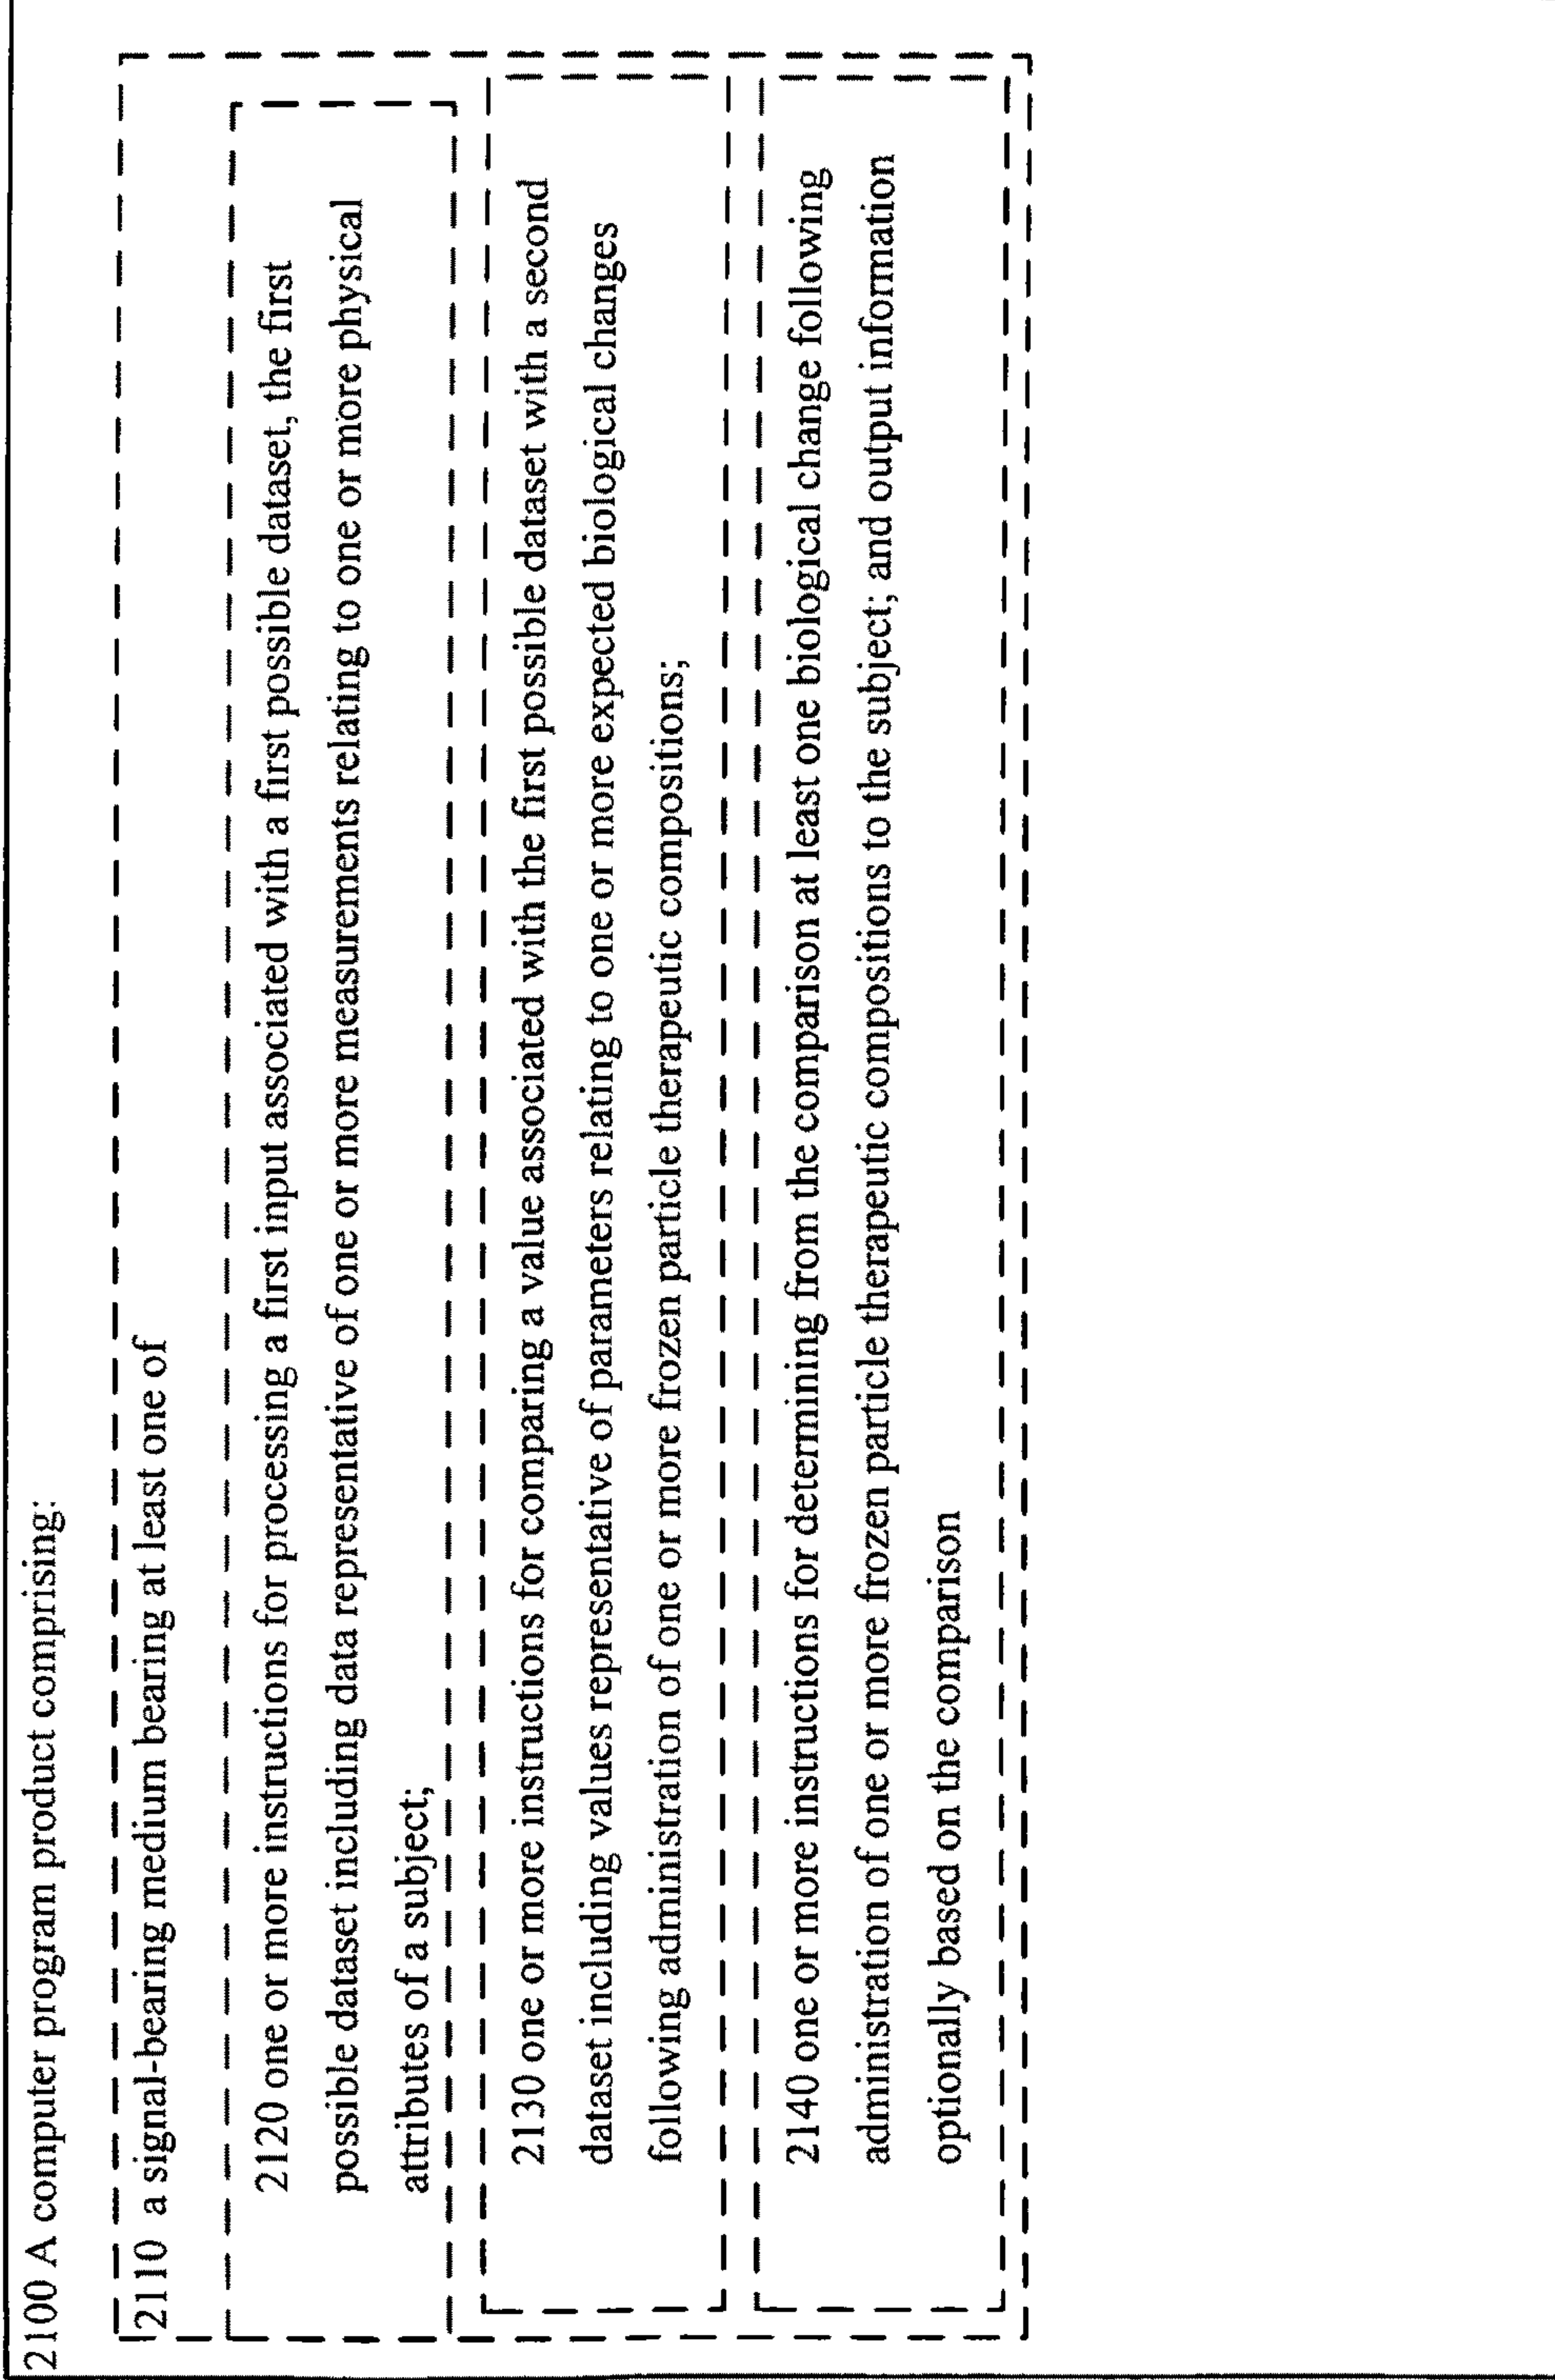 2100 A computer program product comprising:
2110 a signal-bearing medium bearing at least one of
2120 one or more instructions for processing a first input associated with a first possible dataset, the first
possible dataset including data representative of one or more measurements relating to one or more physical
attributes of a subject;
2130 one or more instructions for comparing a value associated with the first possible dataset with a second
dataset including values representative of parameters relating to one or more expected biological changes
following administration of one or more frozen particle therapeutic compositions;
2140 one or more instructions for determining from the comparison at least one biological change following
administration of one or more frozen particle therapeutic compositions to the subject; and output information
optionally based on the comparison